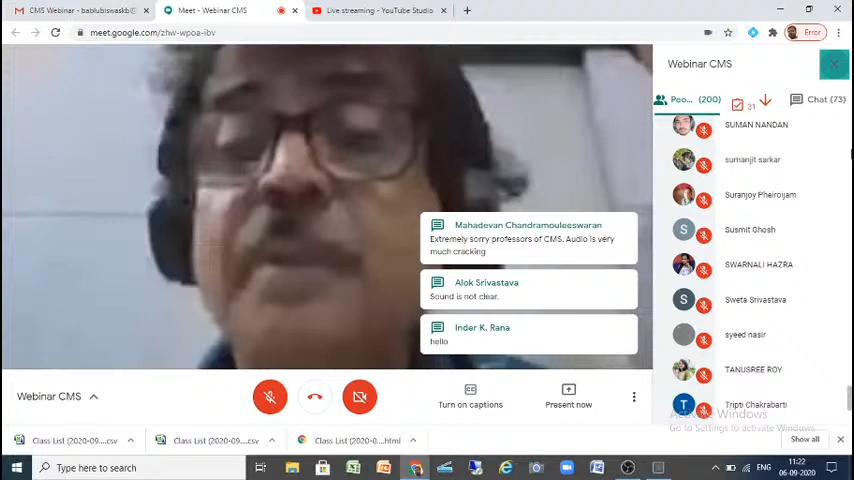 CMS Webinar - bablubiswaskb@
Meet - Webinar CMS
Live streaming - YouTube Studio
meet.google.com/zhw-wpoa-ibv
Error
Webinar CMS
(200)
31
Chat (73)
SUMAN NANDAN
sumanjit sarkar
Suranjoy Pheiroijam
Susmit Ghosh
SWARNALI HAZRA
Sweta Srivastava
syeed nasir
TANUSREE ROY
T
Tripti Chakrabarti
S
S
Mahadevan Chandramouleeswaran
Extremely sorry professors of CMS. Audio is very
much cracking
Alok Srivastava
Sound is not clear.
Inder K. Rana
hello
Webinar CMS
Turn on captions
Present now
Activate Windows
Go to Settings to activate Windows.
Class List (2020-09....csv
Class List (2020-09....csv
Class List (2020-0....html
Show all
Type here to search
ENG
11:22
06-09-2020